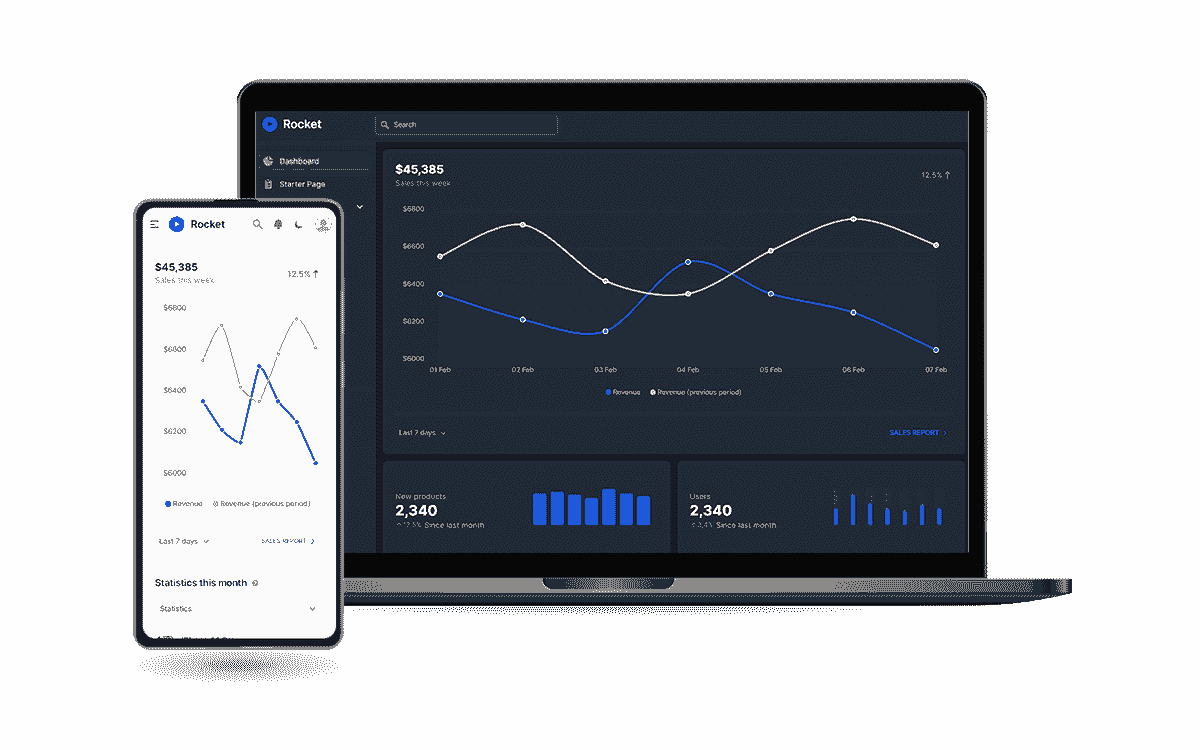 Rocket
Search
Dashboard
Starter Page
$45,385
Sales this week
12.5%
$6800
$6600
$6400
$6200
$6000
01 Feb 02 Feb 03 Feb 04 Feb 05 Feb 06 Feb 07 Feb
Revenue Revenue (previous period)
Last 7 days
SALES REPORT
New products
2,340
12.5% Since last month
Users
2,340
3.4% Since last month
Rocket
$45,385
Sales this week
12.5%
$6800
$6600
$6400
$6200
$6000
Revenue Revenue (previous period)
Last 7 days
SALES REPORT
Statistics this month
Statistics